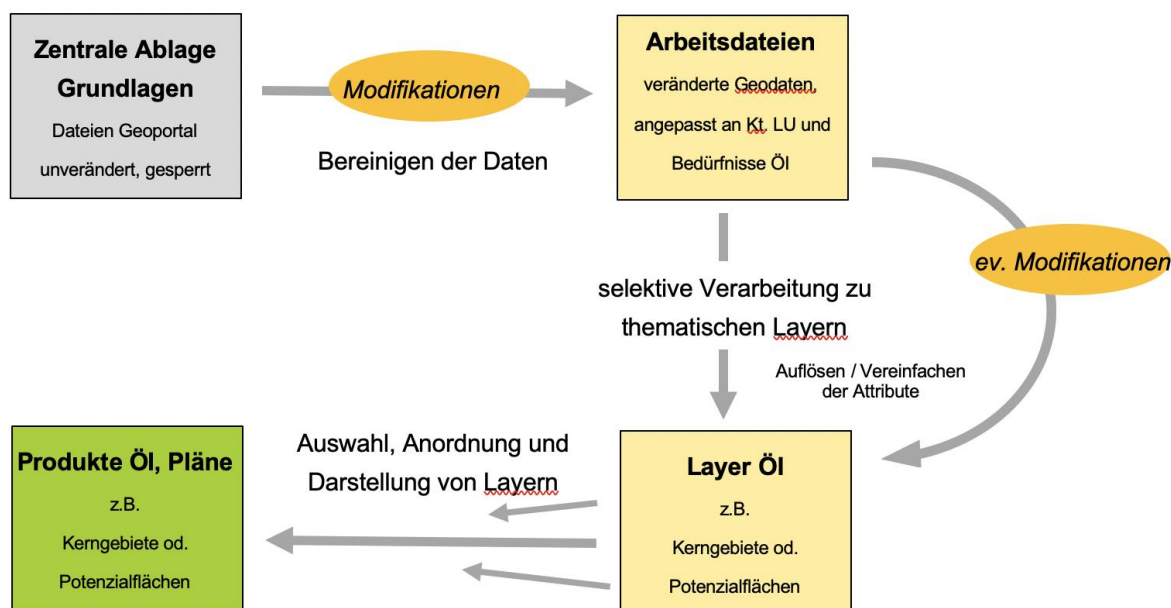 Zentrale Ablage
Grundlagen
Dateien Geoportal
unverändert, gesperrt
Modifikationen
Bereinigen der Daten
Arbeitsdateien
veränderte Geodaten,
angepasst an Kt. LU und
Bedürfnisse Öl
ev. Modifikationen
selektive Verarbeitung zu
thematischen Layern
Auflösen / Vereinfachen
der Attribute
Layer Öl
z.B.
Kerngebiete od.
Potenzialflächen
Auswahl, Anordnung und
Darstellung von Layern
Produkte Öl, Pläne
z.B.
Kerngebiete od.
Potenzialflächen